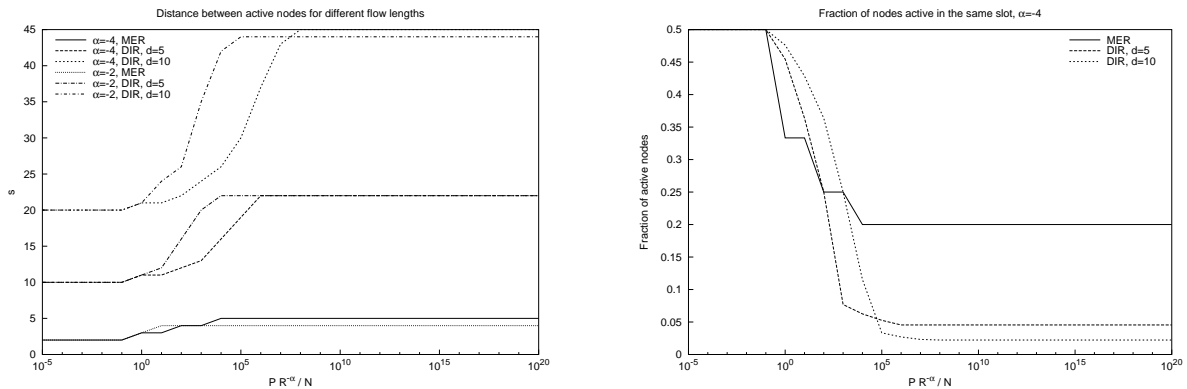 Distance between active nodes for different flow lengths
45
40
35
30
25
20
15
10
5
0
s
α=-4, MER
α=-4, DIR, d=5
α=-4, DIR, d=10
α=-2, MER
α=-2, DIR, d=5
α=-2, DIR, d=10
10^-5 10^0 10^5 10^10 10^15 10^20
P R^-α / N
Fraction of nodes active in the same slot, α=-4
0.5
0.45
0.4
0.35
0.3
0.25
0.2
0.15
0.1
0.05
0
Fraction of active nodes
MER
DIR, d=5
DIR, d=10
10^-5 10^0 10^5 10^10 10^15 10^20
P R^-α / N